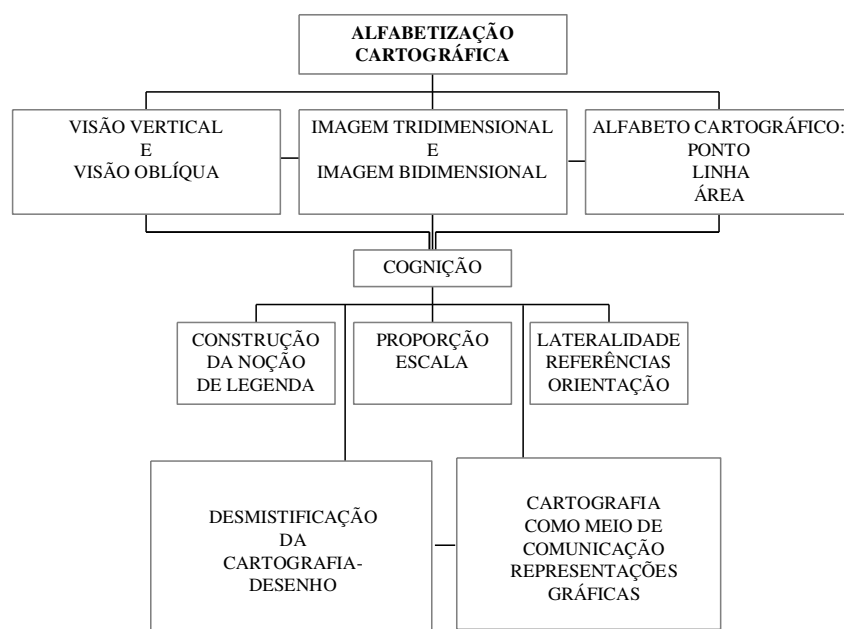 ALFABETIZAÇÃO
CARTOGRÁFICA
VISÃO VERTICAL
E
VISÃO OBLÍQUA
IMAGEM TRIDIMENSIONAL
E
IMAGEM BIDIMENSIONAL
ALFABETO CARTOGRÁFICO:
PONTO
LINHA
ÁREA
COGNIÇÃO
CONSTRUÇÃO
DA NOÇÃO
DE LEGENDA
PROPORÇÃO
ESCALA
LATERALIDADE
REFERÊNCIAS
ORIENTAÇÃO
DESMISTIFICAÇÃO
DA
CARTOGRAFIA-
DESENHO
CARTOGRAFIA
COMO MEIO DE
COMUNICAÇÃO
REPRESENTAÇÕES
GRÁFICAS